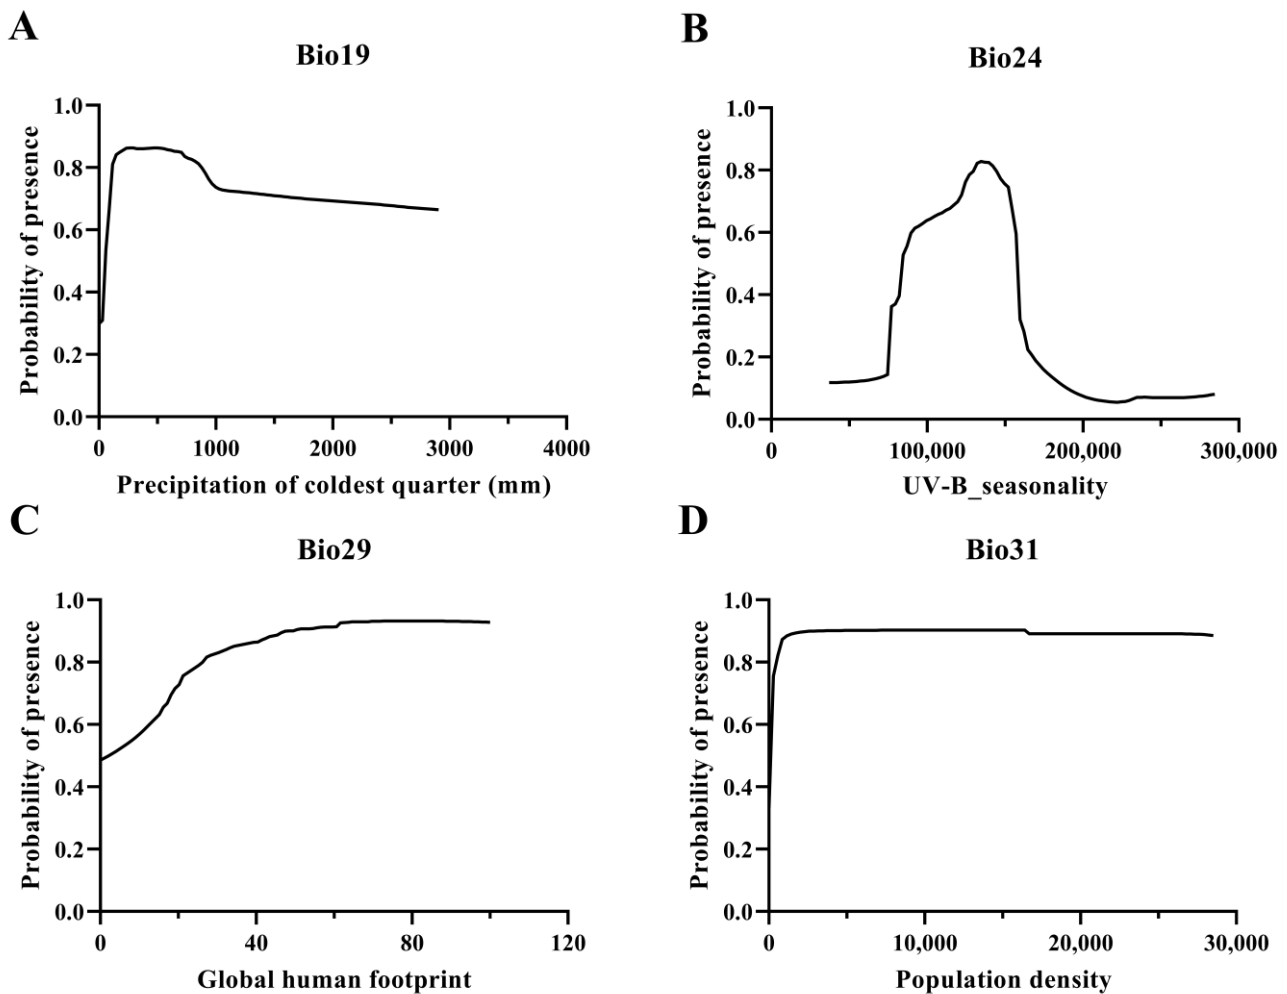 A
Bio19
Probability of presence
1.0
0.8
0.6
0.4
0.2
0.0
0 1000 2000 3000 4000
Precipitation of coldest quarter (mm)
B
Bio24
Probability of presence
1.0
0.8
0.6
0.4
0.2
0.0
0 100,000 200,000 300,000
UV-B_seasonality
C
Bio29
Probability of presence
1.0
0.8
0.6
0.4
0.2
0.0
0 40 80 120
Global human footprint
D
Bio31
Probability of presence
1.0
0.8
0.6
0.4
0.2
0.0
0 10,000 20,000 30,000
Population density